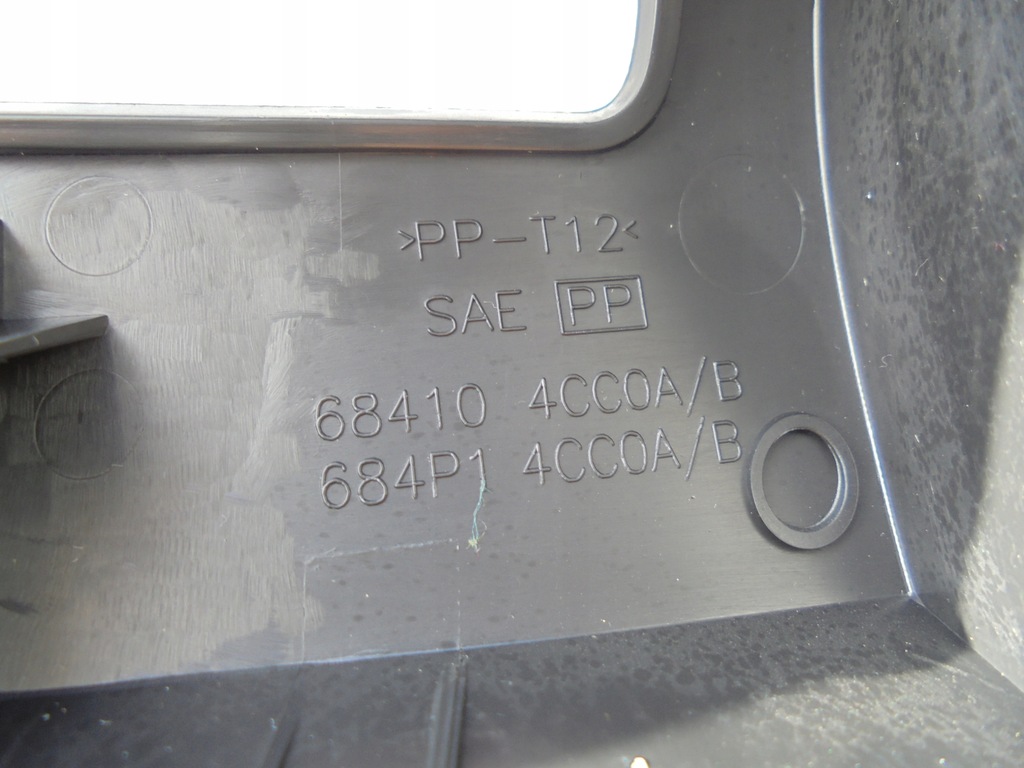 >PP-T12<
SAE PP
68410 4CC0A/B
684P1 4CC0A/B